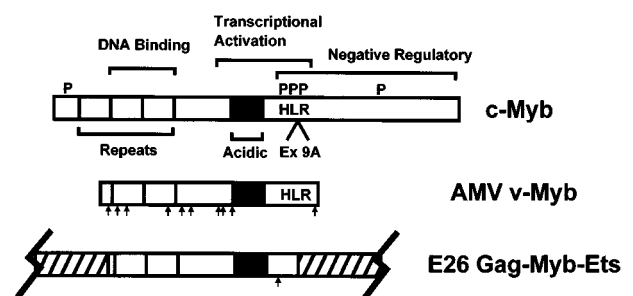 Transcriptional
Activation
DNA Binding
Negative Regulatory
P
PPP
P
HLR
c-Myb
Repeats
Acidic
Ex 9A
HLR
AMV v-Myb
E26 Gag-Myb-Ets